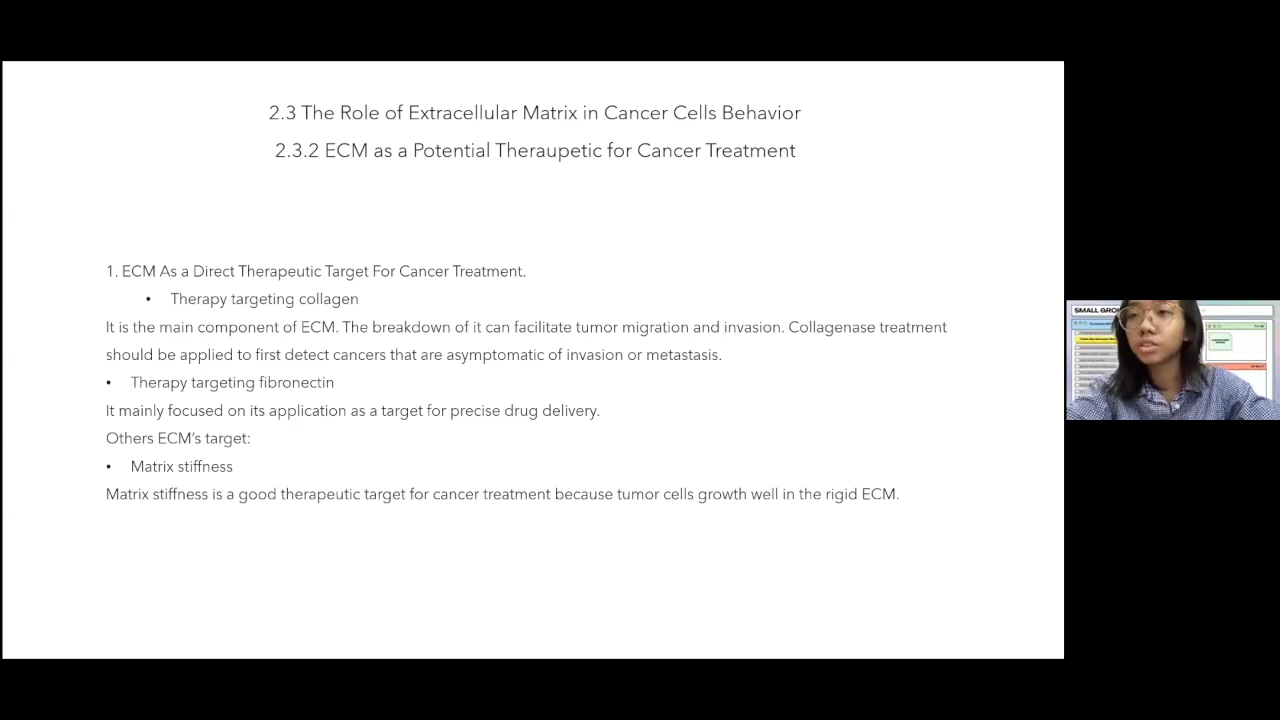 2.3 The Role of Extracellular Matrix in Cancer Cells Behavior
2.3.2 ECM as a Potential Theraupetic for Cancer Treatment
1. ECM As a Direct Therapeutic Target For Cancer Treatment.
• Therapy targeting collagen
It is the main component of ECM. The breakdown of it can facilitate tumor migration and invasion. Collagenase treatment
should be applied to first detect cancers that are asymptomatic of invasion or metastasis.
• Therapy targeting fibronectin
It mainly focused on its application as a target for precise drug delivery.
Others ECM's target:
• Matrix stiffness
Matrix stiffness is a good therapeutic target for cancer treatment because tumor cells growth well in the rigid ECM.
SMALL